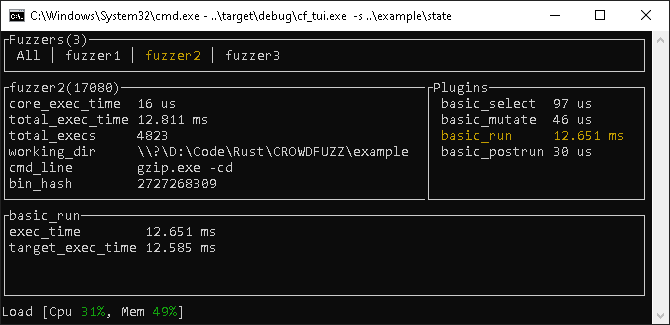 C:\Windows\System32\cmd.exe - ..\target\debug\cf_tui.exe -s ..\example\state
Fuzzers(3)
All | fuzzer1 | fuzzer2 | fuzzer3
fuzzer2(17080)
core_exec_time 16 us
total_exec_time 12.811 ms
total_execs 4823
working_dir \\?\D:\Code\Rust\CROWDFUZZ\example
cmd_line gzip.exe -cd
bin_hash 2727268309
Plugins
basic_select 97 us
basic_mutate 46 us
basic_run 12.651 ms
basic_postrun 30 us
basic_run
exec_time 12.651 ms
target_exec_time 12.585 ms
Load [Cpu 31%, Mem 49%]